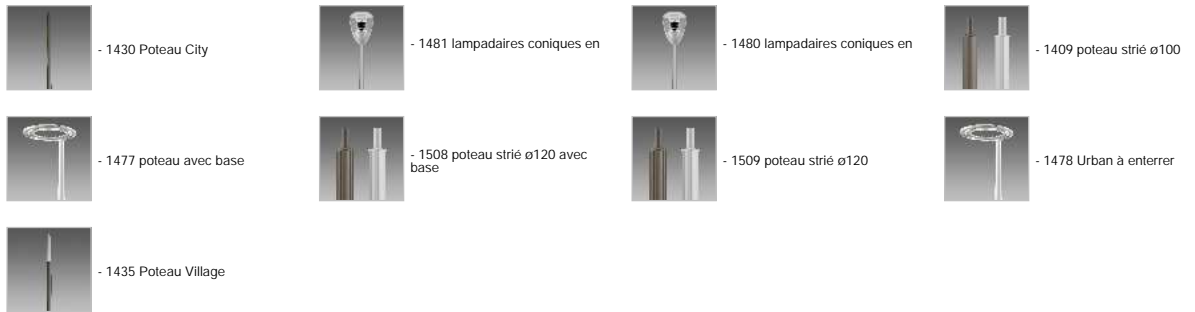 - 1430 Poteau City
- 1481 lampadaires coniques en
- 1480 lampadaires coniques en
- 1409 poteau strié ø100
- 1477 poteau avec base
- 1508 poteau strié ø120 avec
base
- 1509 poteau strié ø120
- 1478 Urban à enterrer
- 1435 Poteau Village